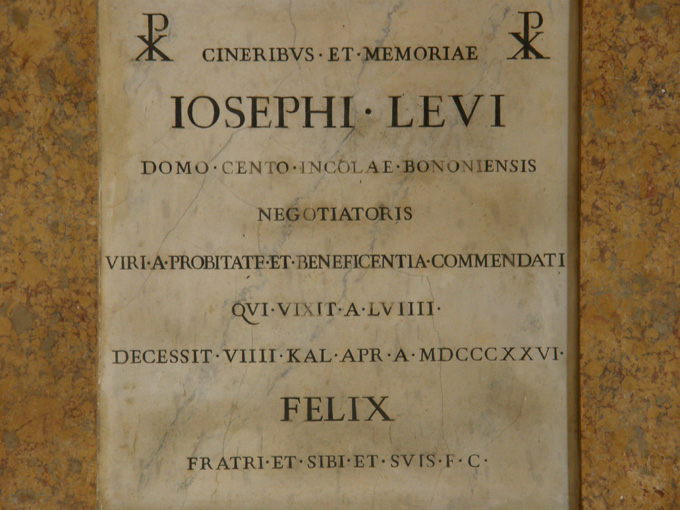 ☧ CINERIBVS · ET · MEMORIAE ☧
IOSEPHI · LEVI
DOMO · CENTO · INCOLAE · BONONIENSIS
NEGOTIATORIS
VIRI · A · PROBITATE · ET · BENEFICENTIA · COMMENDATI
QVI · VIXIT · A · LVIIII ·
DECESSIT · VIIII · KAL · APR · A · MDCCCXXVI ·
FELIX
FRATRI · ET · SIBI · ET · SVIS · F · C ·